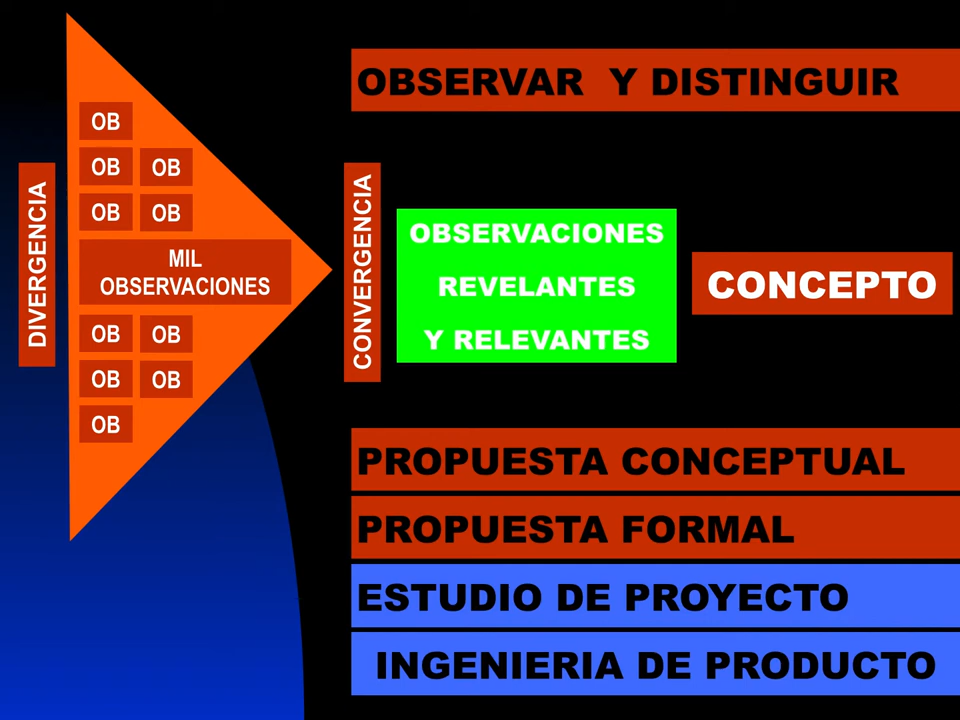 OBSERVAR Y DISTINGUIR
DIVERGENCIA
OB
OB OB
OB OB
MIL
OBSERVACIONES
OB OB
OB OB
OB
CONVERGENCIA
OBSERVACIONES
REVELANTES
Y RELEVANTES
CONCEPTO
PROPUESTA CONCEPTUAL
PROPUESTA FORMAL
ESTUDIO DE PROYECTO
INGENIERIA DE PRODUCTO